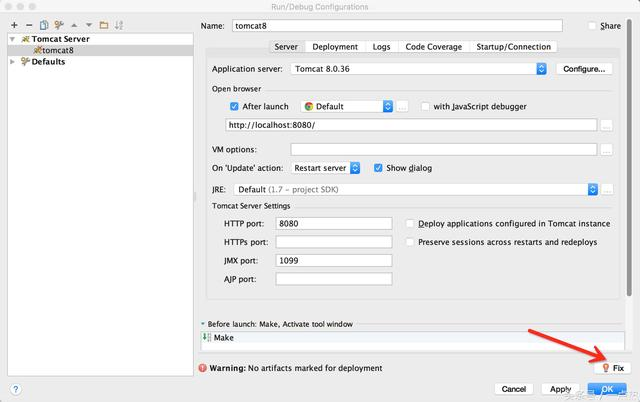 Run/Debug Configurations
Name: tomcat8 Share
Tomcat Server
tomcat8
Defaults
Server Deployment Logs Code Coverage Startup/Connection
Application server: Tomcat 8.0.36 Configure...
Open browser
After launch Default ... with JavaScript debugger
http://localhost:8080/ ...
VM options: ...
On 'Update' action: Restart server Show dialog
JRE: Default (1.7 - project SDK) ...
Tomcat Server Settings
HTTP port: 8080 Deploy applications configured in Tomcat instance
HTTPs port: Preserve sessions across restarts and redeploys
JMX port: 1099
AJP port:
Before launch: Make, Activate tool window
Make
Warning: No artifacts marked for deployment Fix
? Cancel Apply OK